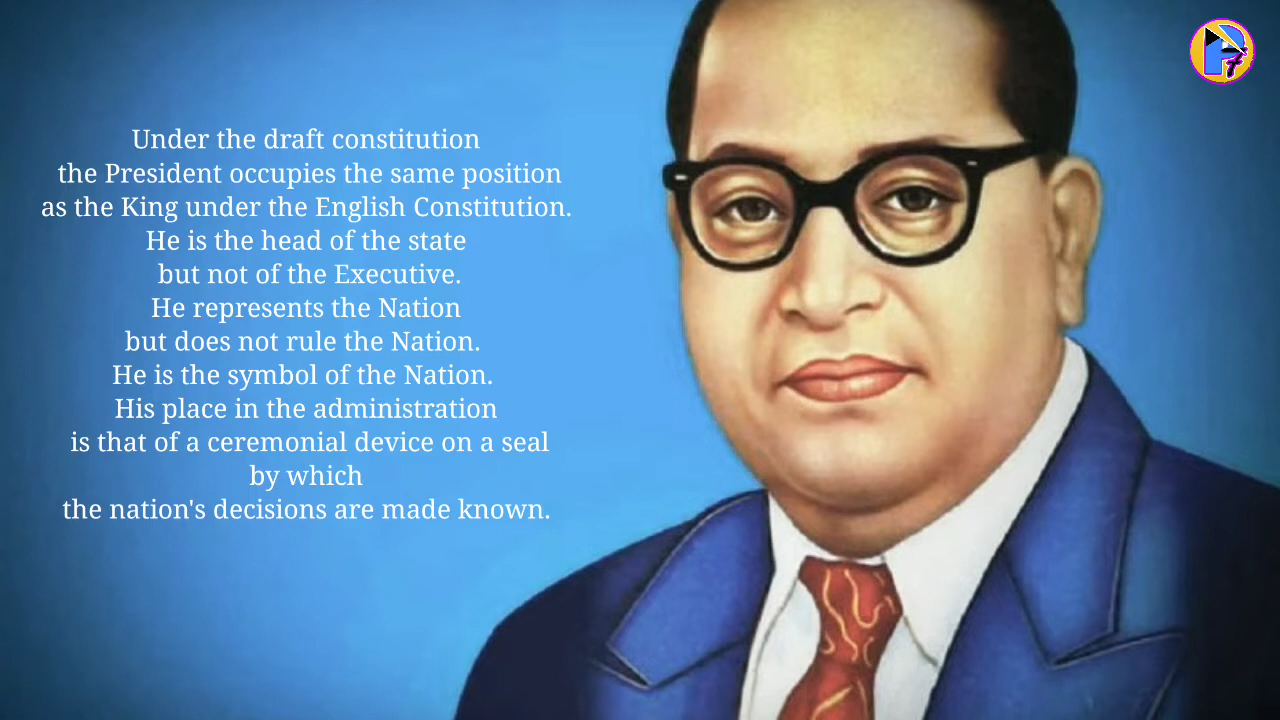 Under the draft constitution
the President occupies the same position
as the King under the English Constitution.
He is the head of the state
but not of the Executive.
He represents the Nation
but does not rule the Nation.
He is the symbol of the Nation.
His place in the administration
is that of a ceremonial device on a seal
by which
the nation's decisions are made known.
P7